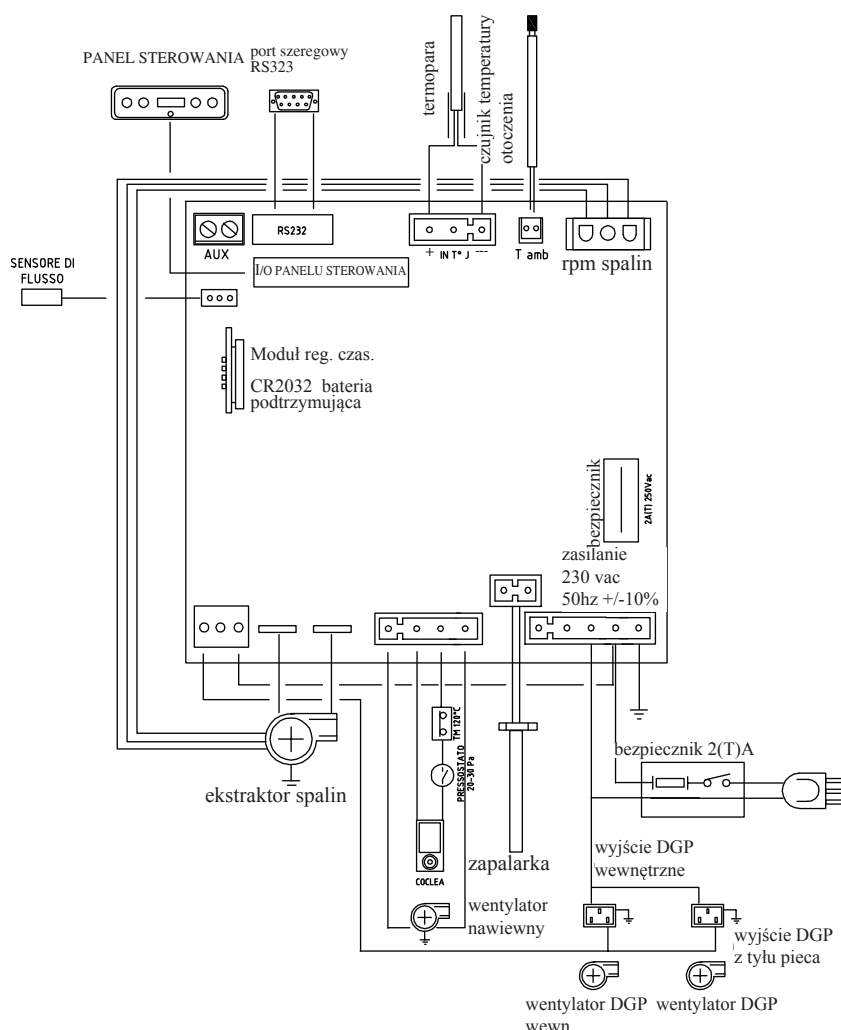 PANEL STEROWANIA
port szeregowy
RS323
termopara
czujnik temperatury
otoczenia
AUX
RS232
+ IN T° J ---
T amb
rpm spalin
SENSORE DI
FLUSSO
I/O PANELU STEROWANIA
Moduł reg. czas.
CR2032 bateria
podtrzymująca
bezpiecznik
2A(T) 250Vac
zasilanie
230 vac
50hz +/-10%
TM 120°C
PRESSOSTATO
20-30 Pa
ekstraktor spalin
bezpiecznik 2(T)A
COCLEA
zapalarka
wyjście DGP
wewnętrzne
wentylator
nawiewny
wyjście DGP
z tyłu pieca
wentylator DGP
wewn
wentylator DGP